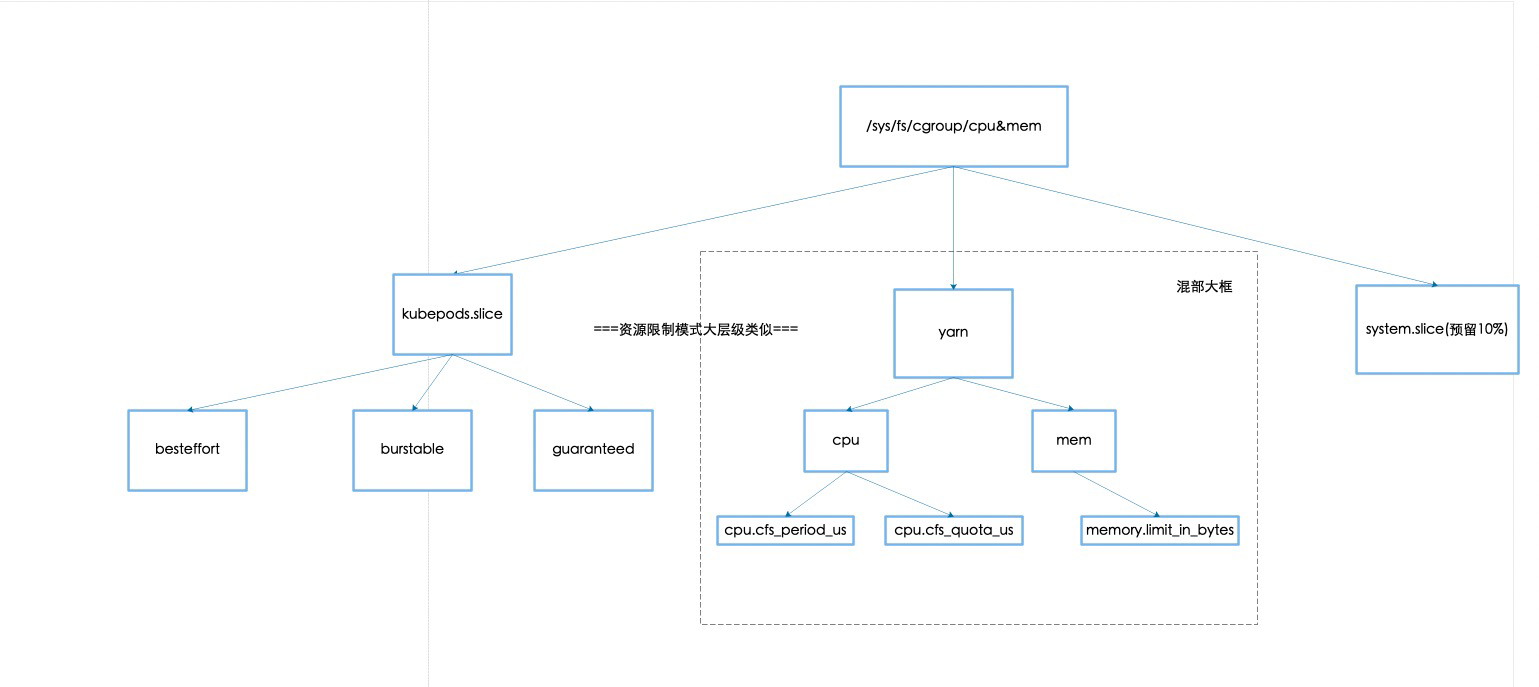 /sys/fs/cgroup/cpu&mem
混部大框
kubepods.slice
===资源限制模式大层级类似===
yarn
system.slice(预留10%)
besteffort
burstable
guaranteed
cpu
mem
cpu.cfs_period_us
cpu.cfs_quota_us
memory.limit_in_bytes